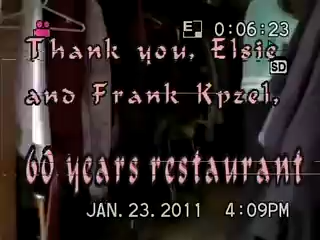 0:06:23
Thank you, Elsie
SD
and Frank Kpzel,
60 years restaurant
JAN. 23. 2011 4:09PM